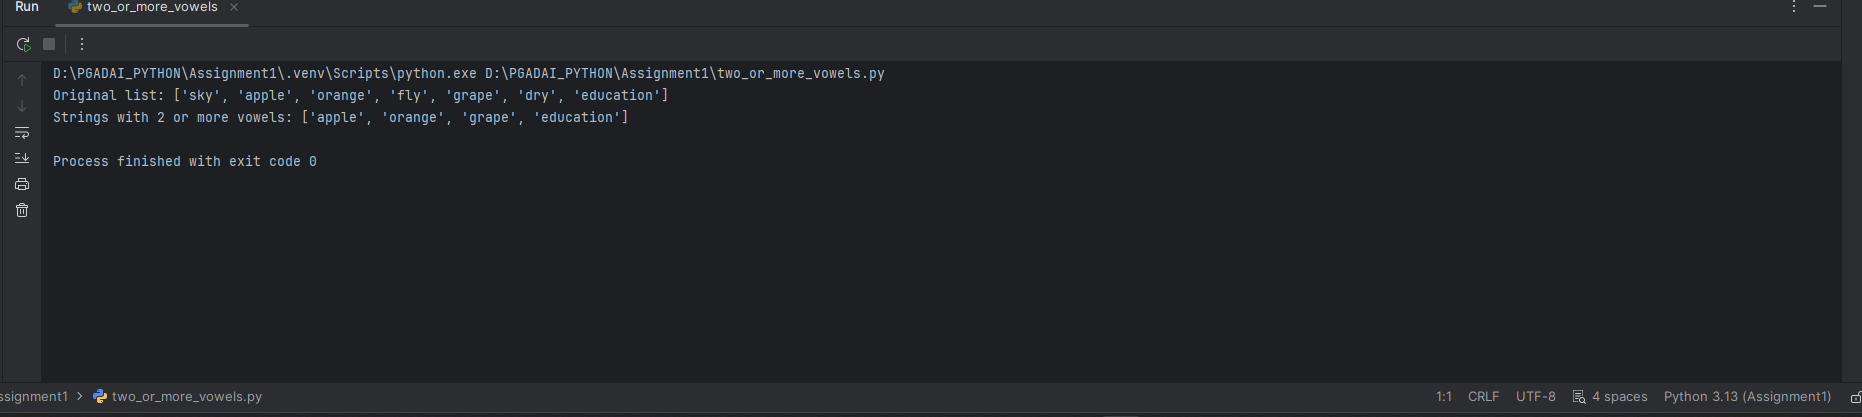 Run two_or_more_vowels
D:\PGADAI_PYTHON\Assignment1\.venv\Scripts\python.exe D:\PGADAI_PYTHON\Assignment1\two_or_more_vowels.py
Original list: ['sky', 'apple', 'orange', 'fly', 'grape', 'dry', 'education']
Strings with 2 or more vowels: ['apple', 'orange', 'grape', 'education']
Process finished with exit code 0
ssignment1 > two_or_more_vowels.py 1:1 CRLF UTF-8 4 spaces Python 3.13 (Assignment1)